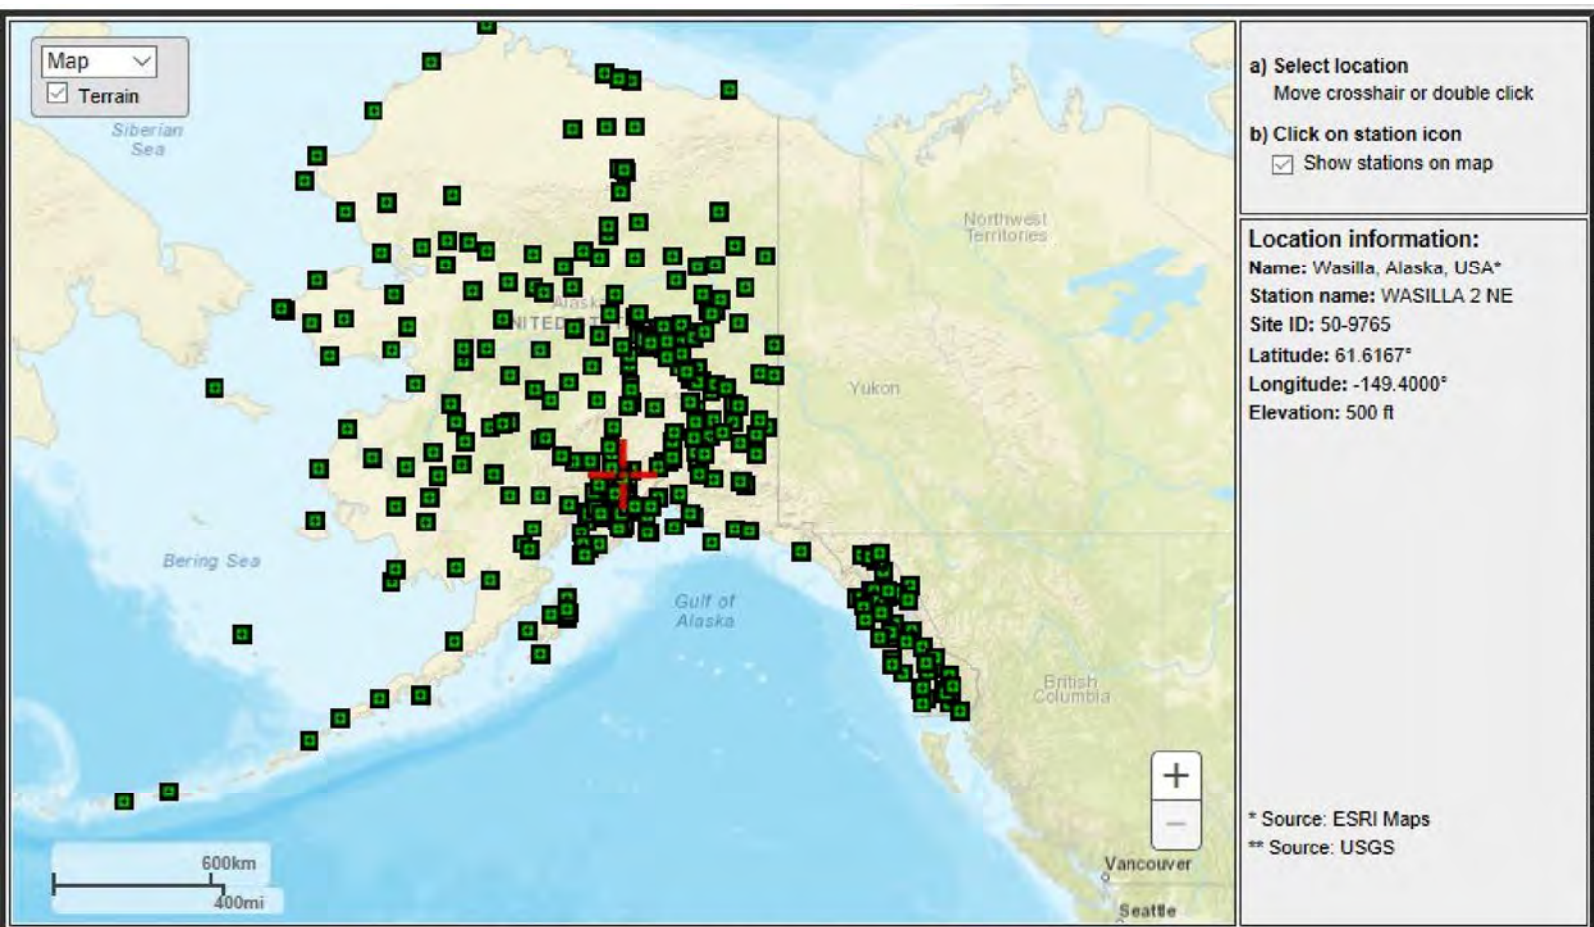 Map
Terrain
Siberian
Sea
Northwest
Territories
Alaska
UNITED STATES
Yukon
Bering Sea
Gulf of
Alaska
British
Columbia
600km
400mi
+
−
Vancouver
Seattle
a) Select location
Move crosshair or double click
b) Click on station icon
Show stations on map
Location information:
Name: Wasilla, Alaska, USA*
Station name: WASILLA 2 NE
Site ID: 50-9765
Latitude: 61.6167°
Longitude: -149.4000°
Elevation: 500 ft
* Source: ESRI Maps
** Source: USGS